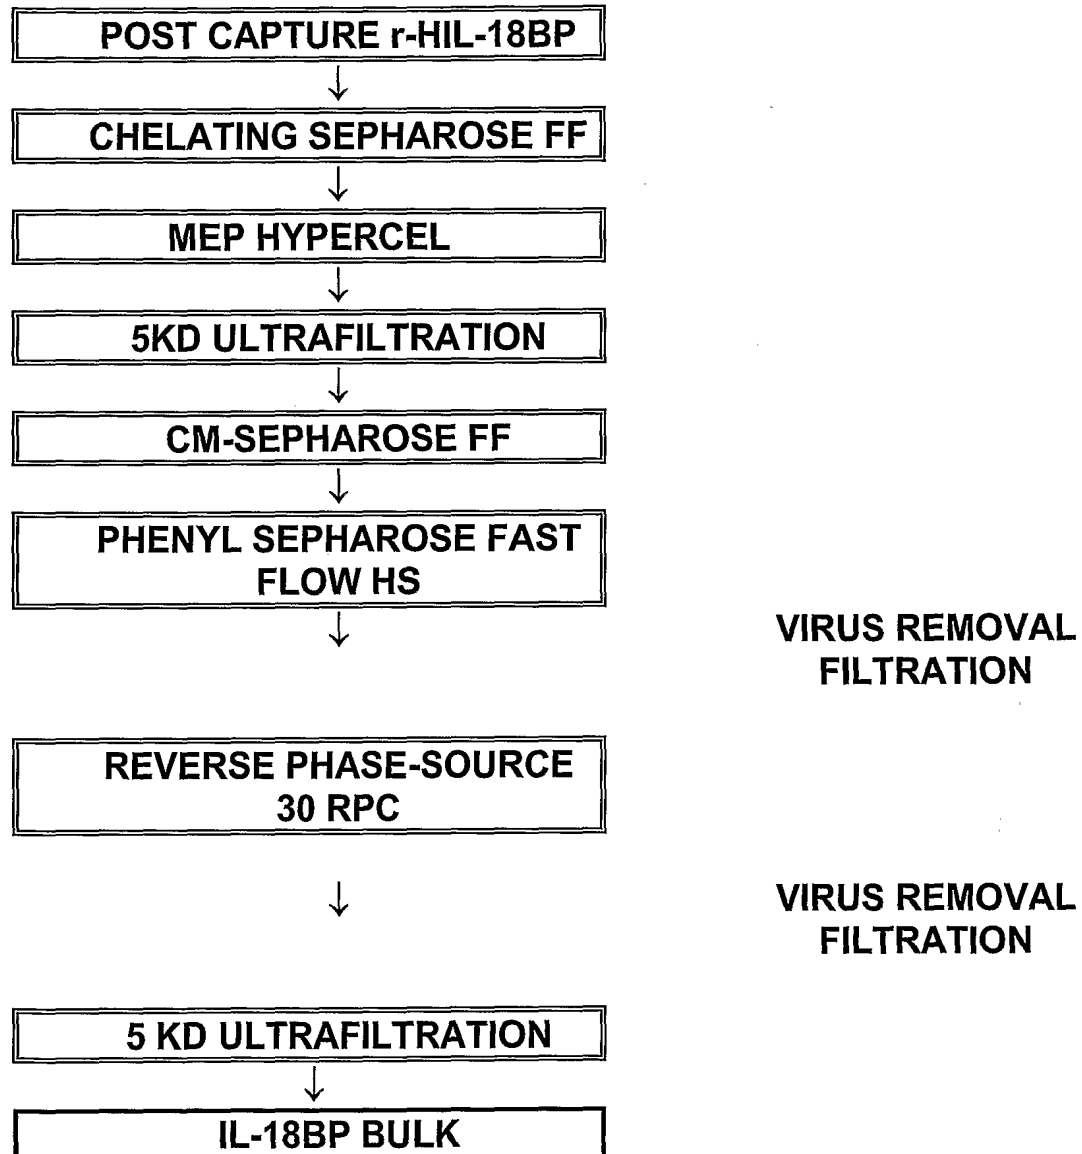 POST CAPTURE r-HIL-18BP
CHELATING SEPHAROSE FF
MEP HYPERCEL
5KD ULTRAFILTRATION
CM-SEPHAROSE FF
PHENYL SEPHAROSE FAST
FLOW HS
VIRUS REMOVAL
FILTRATION
REVERSE PHASE-SOURCE
30 RPC
VIRUS REMOVAL
FILTRATION
5 KD ULTRAFILTRATION
IL-18BP BULK